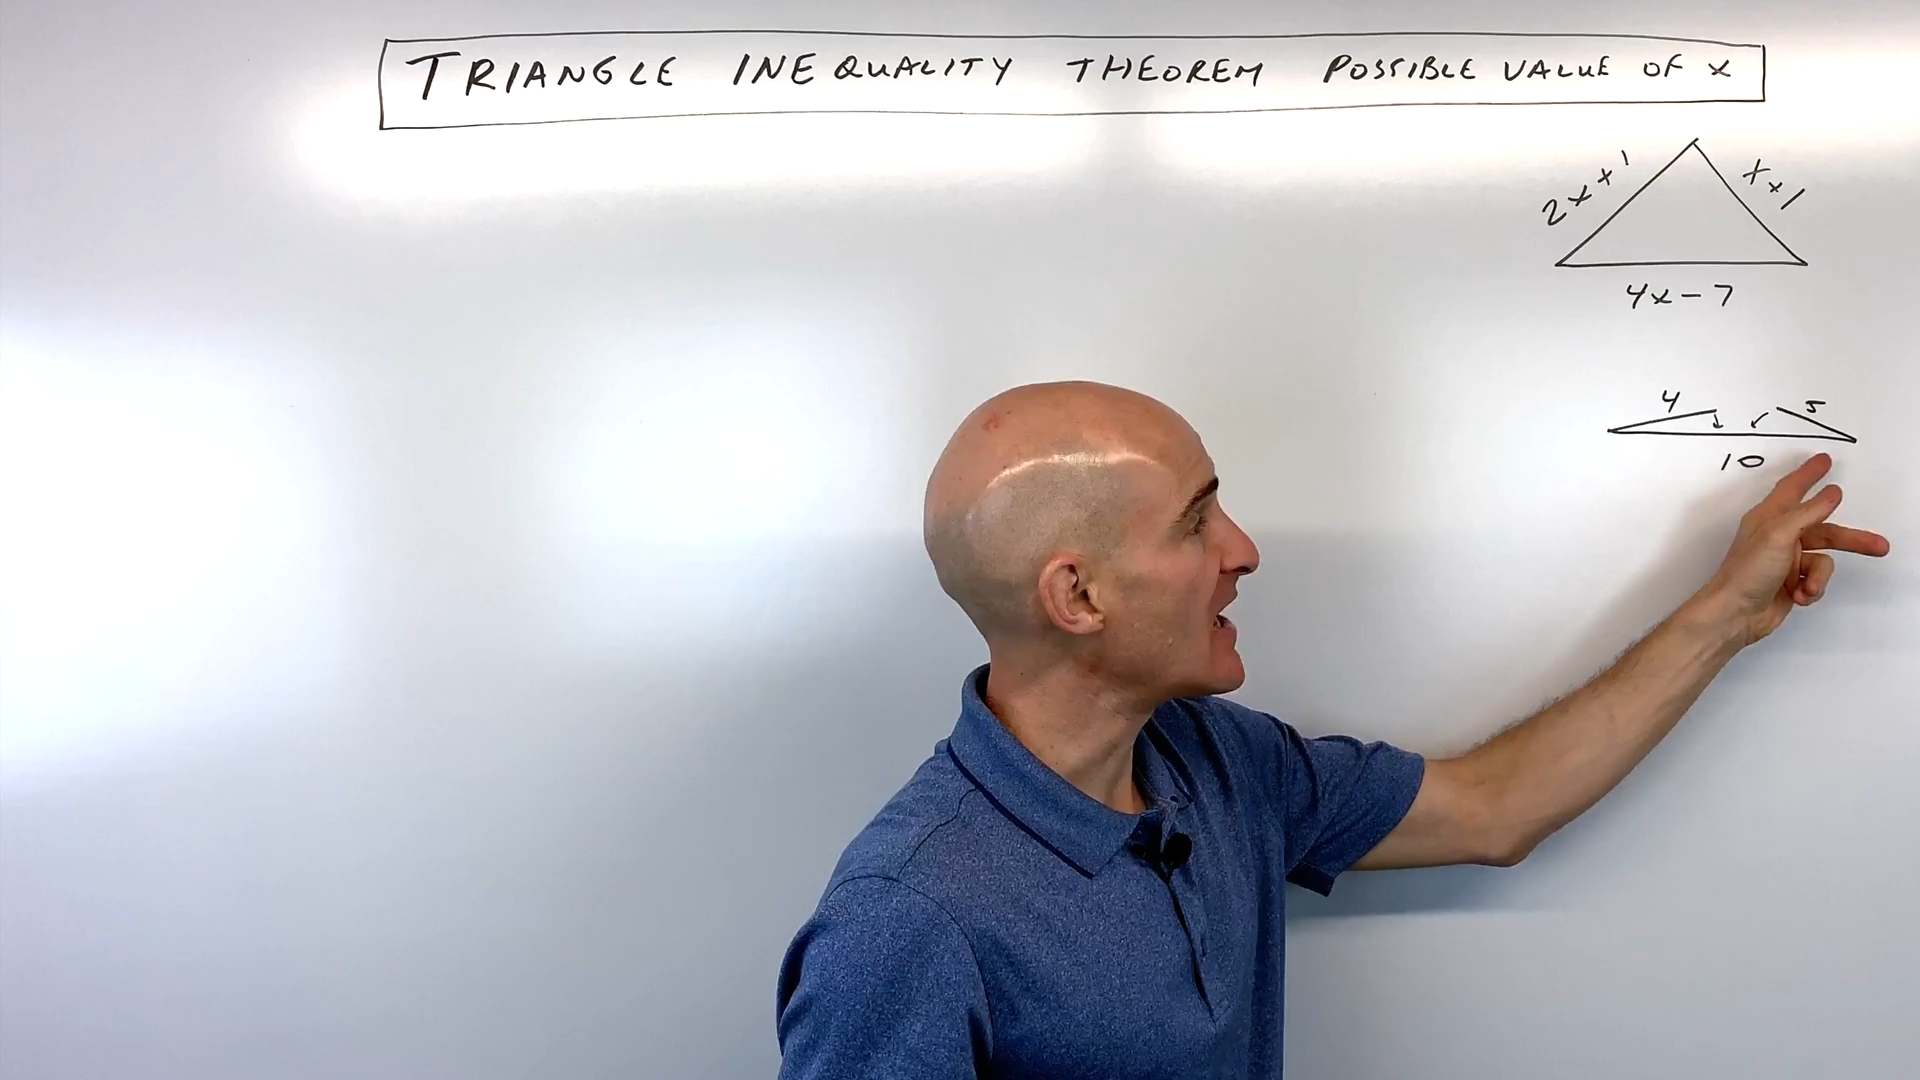 TRIANGLE INEQUALITY THEOREM POSSIBLE VALUE OF x
2x+1
x+1
4x-7
4
5
10